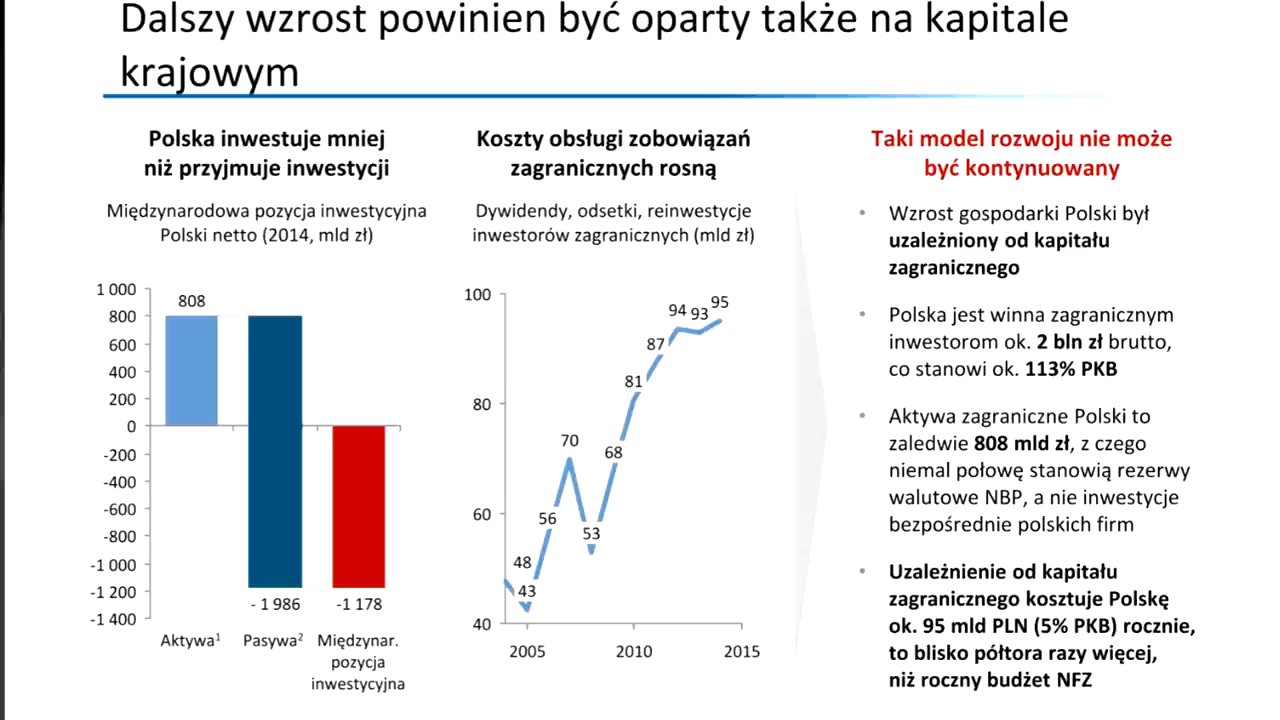 Dalszy wzrost powinien być oparty także na kapitale
krajowym
Polska inwestuje mniej
niż przyjmuje inwestycji
Międzynarodowa pozycja inwestycyjna
Polski netto (2014, mld zł)
1 000
800
600
400
200
0
-200
-400
-600
-800
-1 000
-1 200
-1 400
808
- 1 986
-1 178
Aktywa¹
Pasywa²
Międzynar.
pozycja
inwestycyjna
Koszty obsługi zobowiązań
zagranicznych rosną
Dywidendy, odsetki, reinwestycje
inwestorów zagranicznych (mld zł)
100
80
60
40
48
43
56
70
53
68
81
87
94
93
95
2005
2010
2015
Taki model rozwoju nie może
być kontynuowany
• Wzrost gospodarki Polski był
uzależniony od kapitału
zagranicznego
• Polska jest winna zagranicznym
inwestorom ok. 2 bln zł brutto,
co stanowi ok. 113% PKB
• Aktywa zagraniczne Polski to
zaledwie 808 mld zł, z czego
niemal połowę stanowią rezerwy
walutowe NBP, a nie inwestycje
bezpośrednie polskich firm
• Uzależnienie od kapitału
zagranicznego kosztuje Polskę
ok. 95 mld PLN (5% PKB) rocznie,
to blisko półtora razy więcej,
niż roczny budżet NFZ